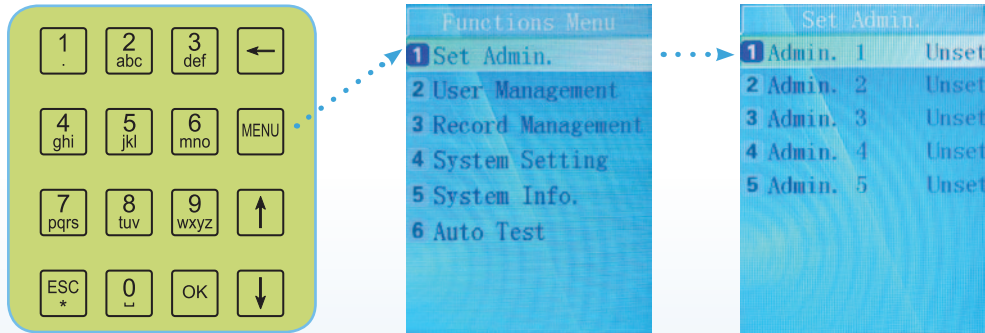 1
.
2
abc
3
def
←
4
ghi
5
jkl
6
mno
MENU
7
pqrs
8
tuv
9
wxyz
↑
ESC
*
0
⎵
OK
↓
Functions Menu
1 Set Admin.
2 User Management
3 Record Management
4 System Setting
5 System Info.
6 Auto Test
Set Admin.
1 Admin. 1 Unset
2 Admin. 2 Unset
3 Admin. 3 Unset
4 Admin. 4 Unset
5 Admin. 5 Unset